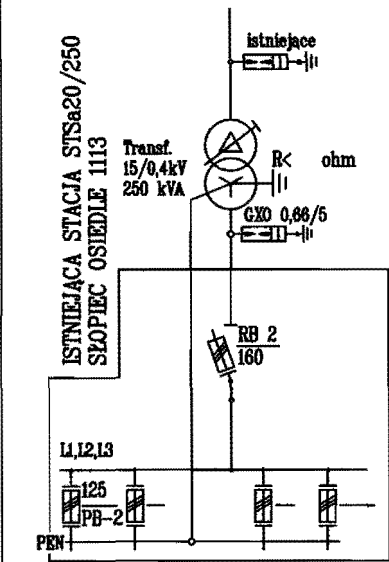 ISTNIEJĄCA STACJA STSa20/250
SŁOPIEC OSIEDLE 1113
istniejące
Transf.
15/0,4kV
250 kVA
R< ohm
GXO 0,66/5
RB 2
160
L1,L2,L3
125
PB-2
PEN